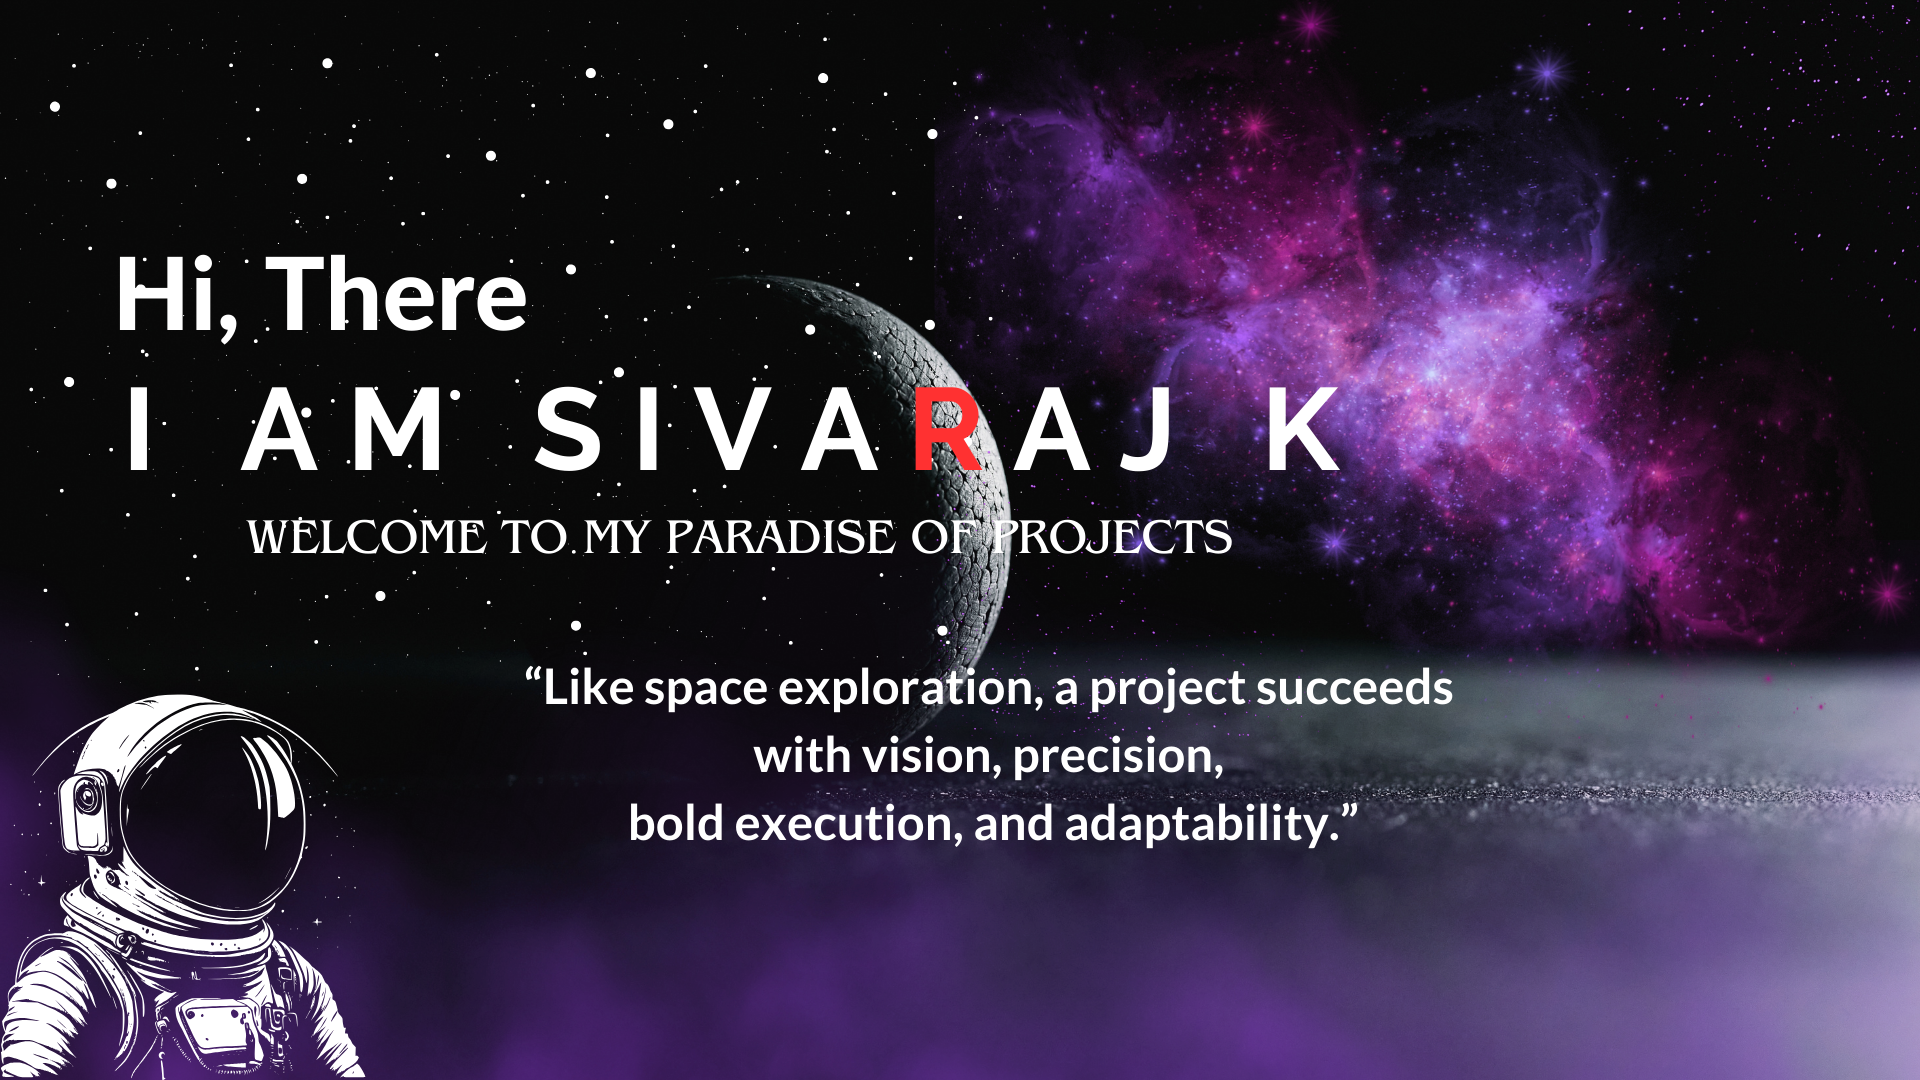 Hi, There
I AM SIVARAJ K
WELCOME TO MY PARADISE OF PROJECTS
“Like space exploration, a project succeeds
with vision, precision,
bold execution, and adaptability.”